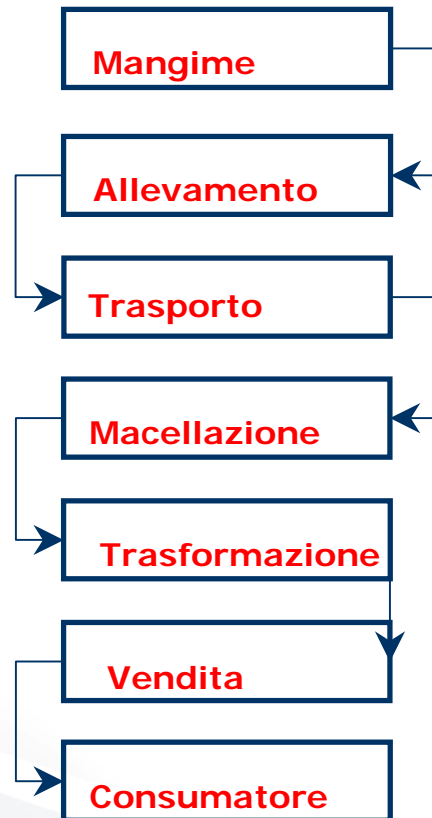 Mangime
Allevamento
Trasporto
Macellazione
Trasformazione
Vendita
Consumatore